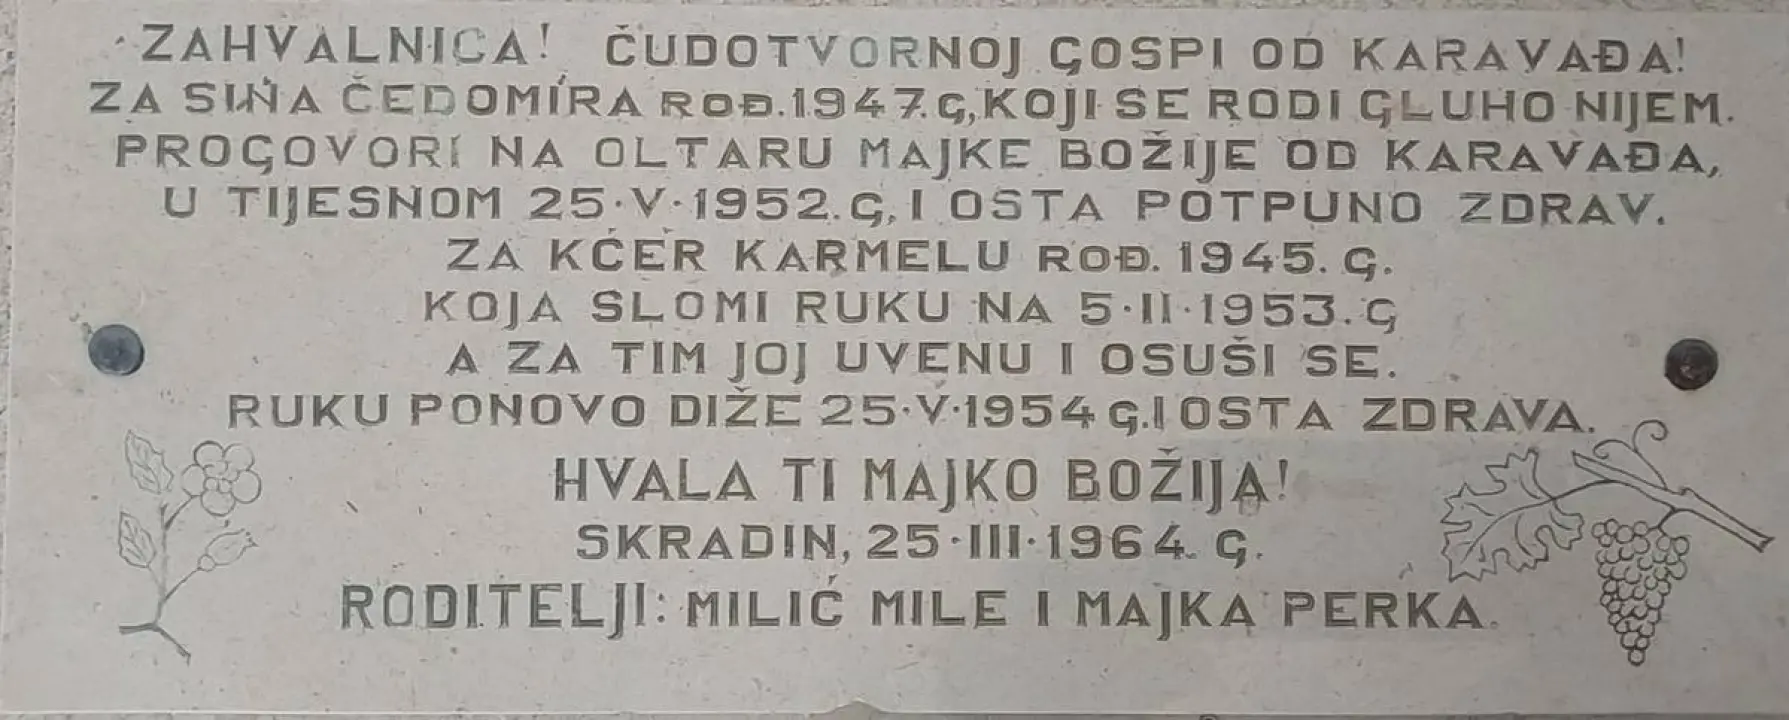 ZAHVALNICA! ČUDOTVORNOJ GOSPI OD KARAVAĐA!
ZA SINA ČEDOMIRA ROĐ. 1947. G, KOJI SE RODI GLUHO NIJEM.
PROGOVORI NA OLTARU MAJKE BOŽIJE OD KARAVAĐA,
U TIJESNOM 25·V·1952. G, I OSTA POTPUNO ZDRAV.
ZA KĆER KARMELU ROĐ. 1945. G.
KOJA SLOMI RUKU NA 5·II·1953. G
A ZA TIM JOJ UVENU I OSUŠI SE.
RUKU PONOVO DIŽE 25·V·1954 G. I OSTA ZDRAVA.
HVALA TI MAJKO BOŽIJA!
SKRADIN, 25·III·1964. G.
RODITELJI: MILIĆ MILE I MAJKA PERKA.